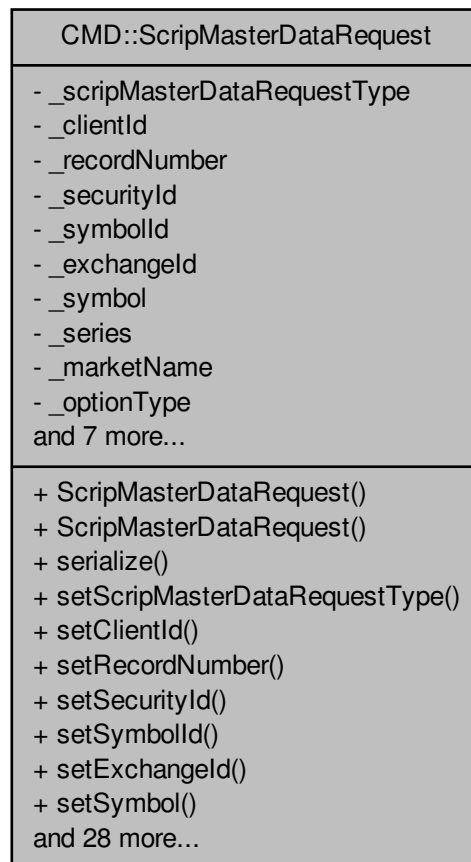 CMD::ScripMasterDataRequest
- _scripMasterDataRequestType
- _clientId
- _recordNumber
- _securityId
- _symbolId
- _exchangeId
- _symbol
- _series
- _marketName
- _optionType
and 7 more...
+ ScripMasterDataRequest()
+ ScripMasterDataRequest()
+ serialize()
+ setScripMasterDataRequestType()
+ setClientId()
+ setRecordNumber()
+ setSecurityId()
+ setSymbolId()
+ setExchangeId()
+ setSymbol()
and 28 more...